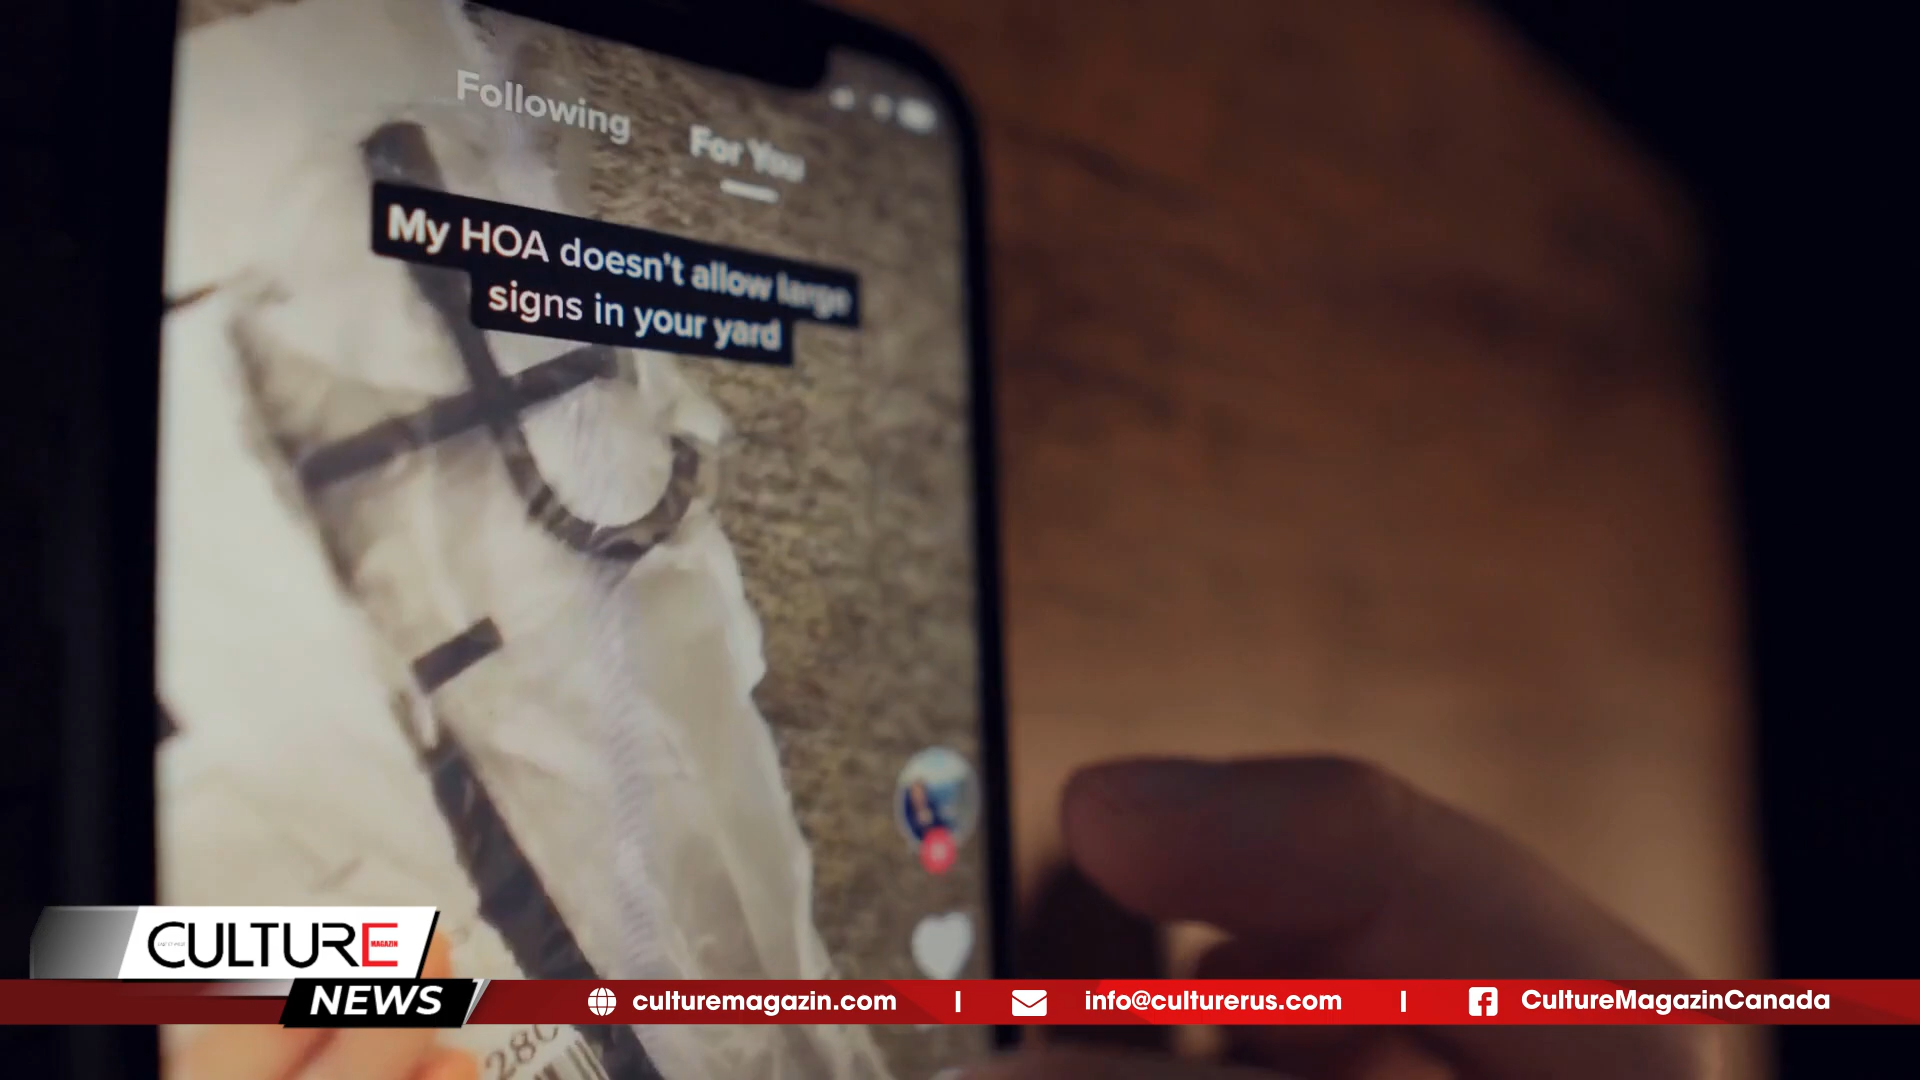 Following
For You
My HOA doesn't allow large
signs in your yard
CULTURE
MAGAZIN
NEWS
culturemagazin.com
info@culturerus.com
CultureMagazinCanada